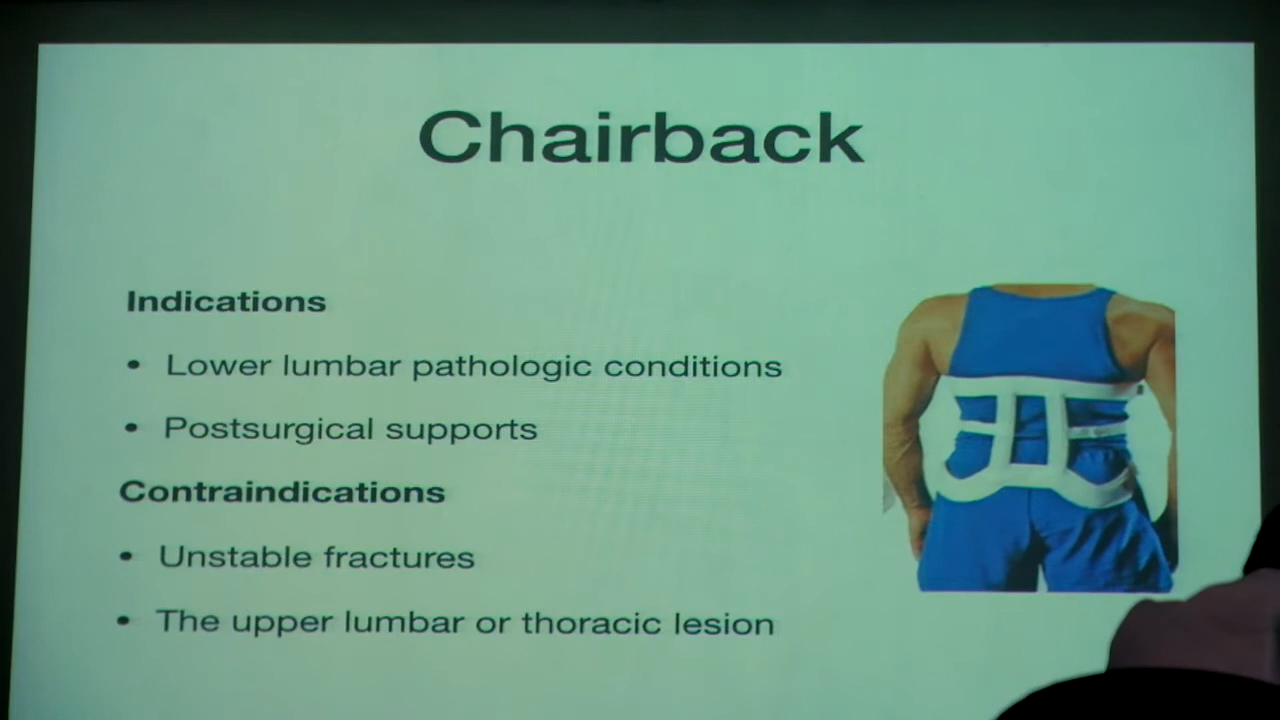 Chairback
Indications
• Lower lumbar pathologic conditions
• Postsurgical supports
Contraindications
• Unstable fractures
• The upper lumbar or thoracic lesion